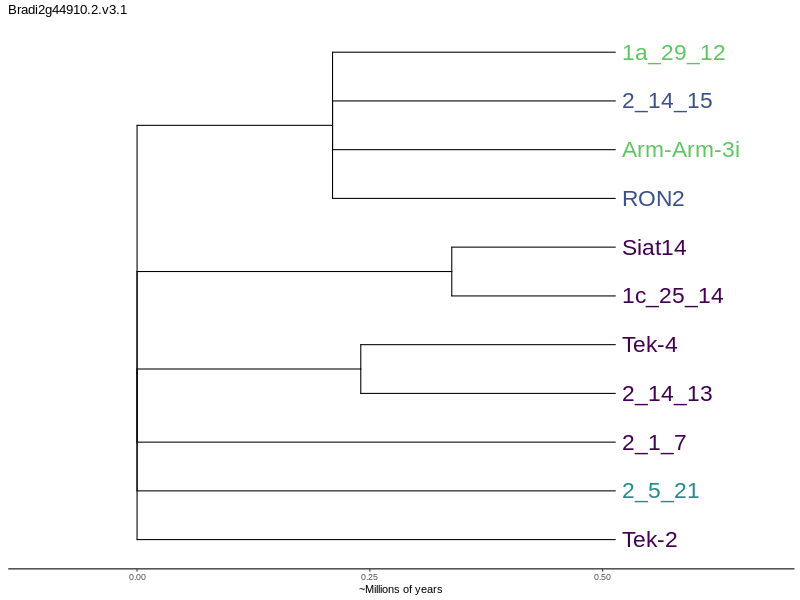 Bradi2g44910.2.v3.1
1a_29_12
2_14_15
Arm-Arm-3i
RON2
Siat14
1c_25_14
Tek-4
2_14_13
2_1_7
2_5_21
Tek-2
0.00 0.25 0.50
~Millions of years